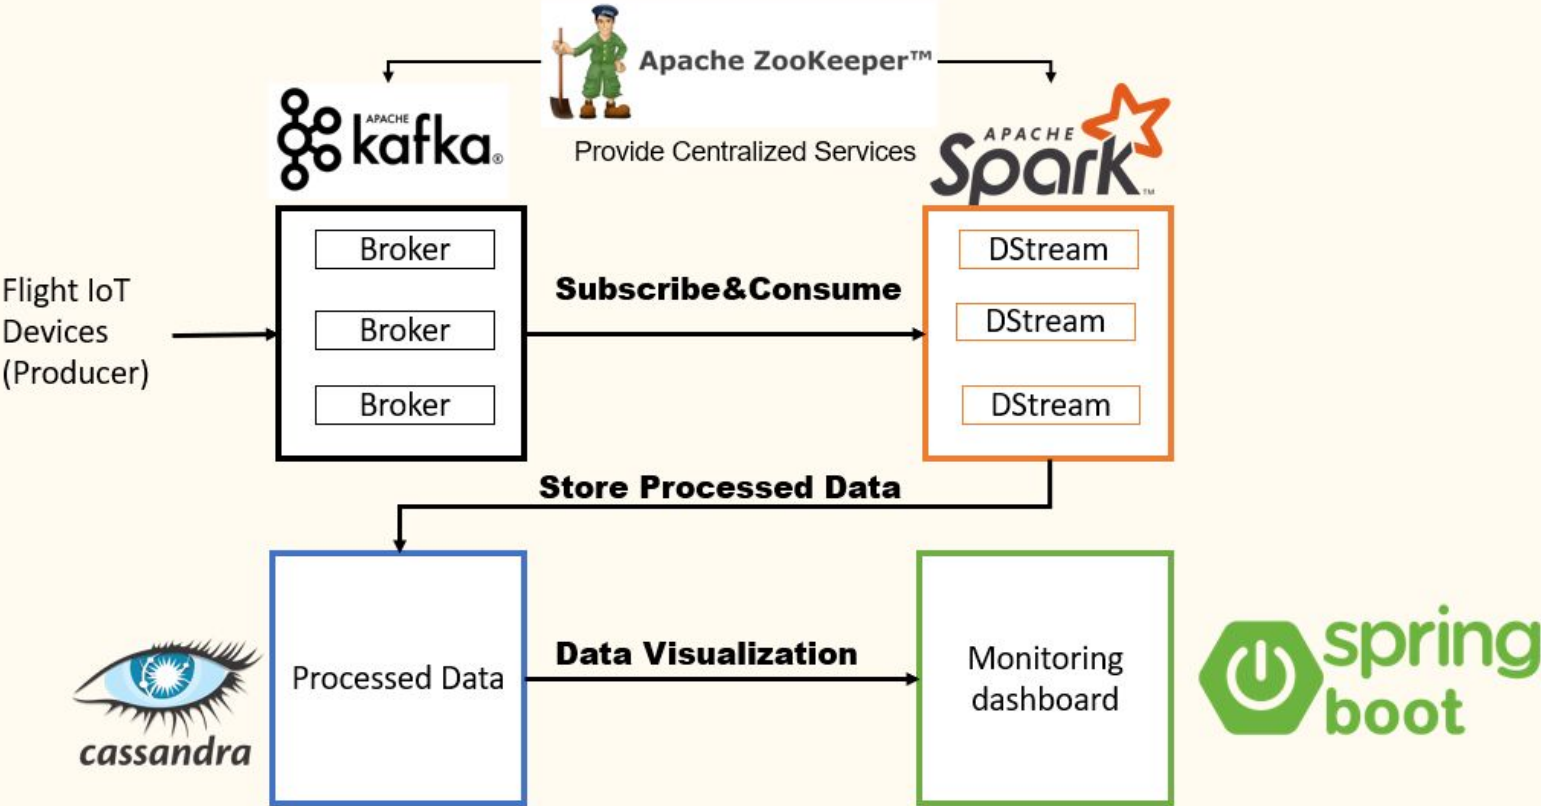 Apache ZooKeeper™
Provide Centralized Services
APACHE
kafka®
APACHE
Spark™
Broker
Broker
Broker
DStream
DStream
DStream
Flight IoT
Devices
(Producer)
Subscribe&Consume
Store Processed Data
Processed Data
Data Visualization
Monitoring
dashboard
cassandra
spring
boot